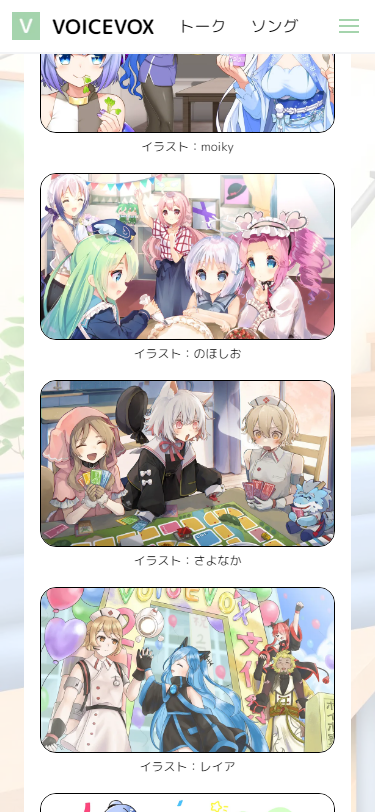 V VOICEVOX トーク ソング
イラスト：moiky
イラスト：のほしお
イラスト：さよなか
VOICEVOX
イラスト：レイア